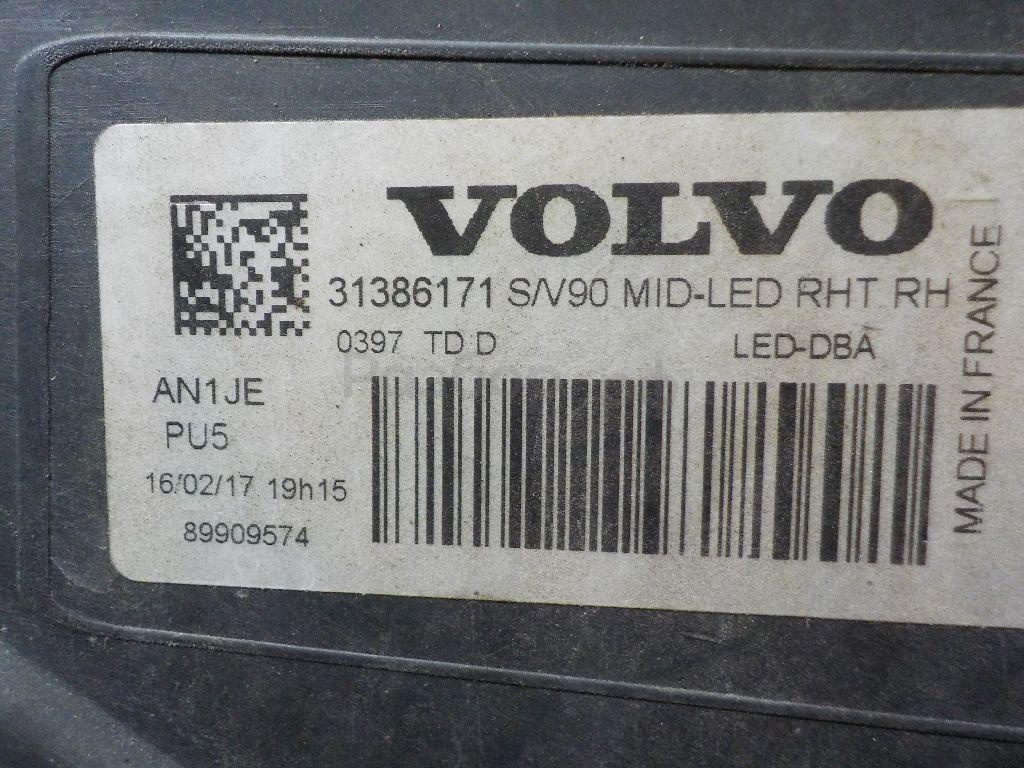 VOLVO
31386171 S/V90 MID-LED RHT RH
0397 TD D LED-DBA
AN1JE
PU5
16/02/17 19h15
89909574
MADE IN FRANCE